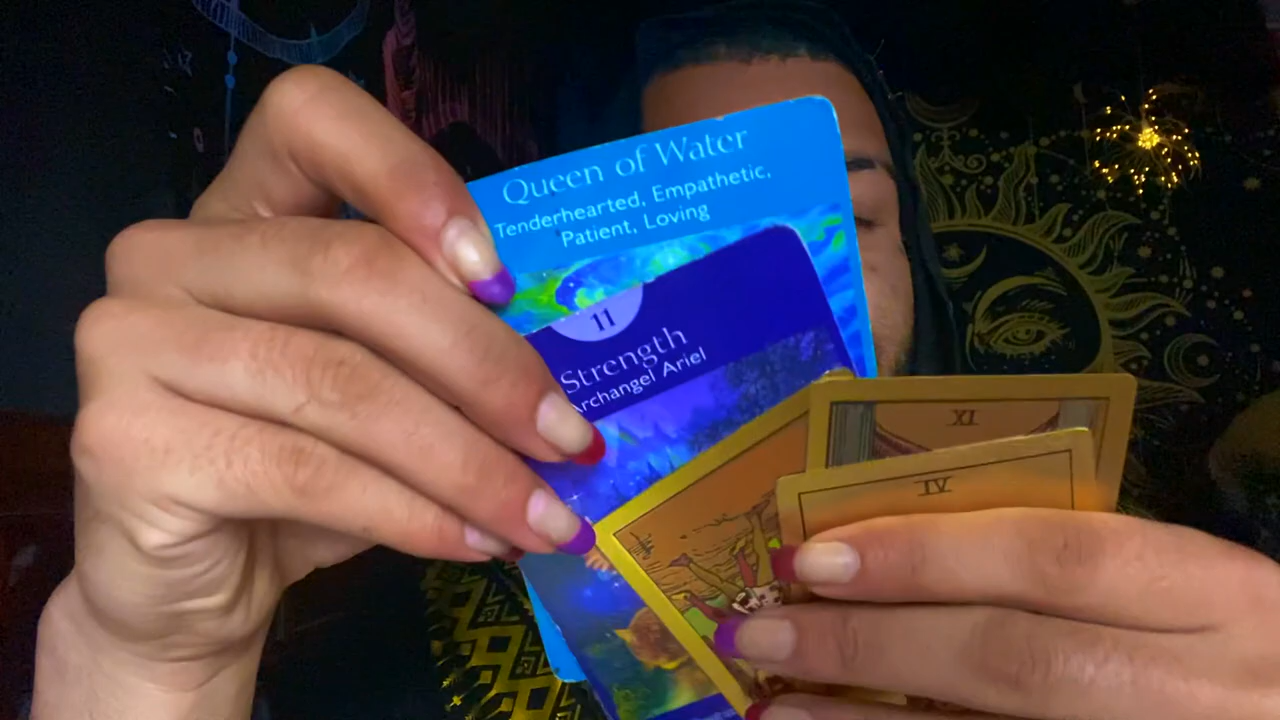 Queen of Water
Tenderhearted, Empathetic,
Patient, Loving
11
Strength
Archangel Ariel
XI
IV